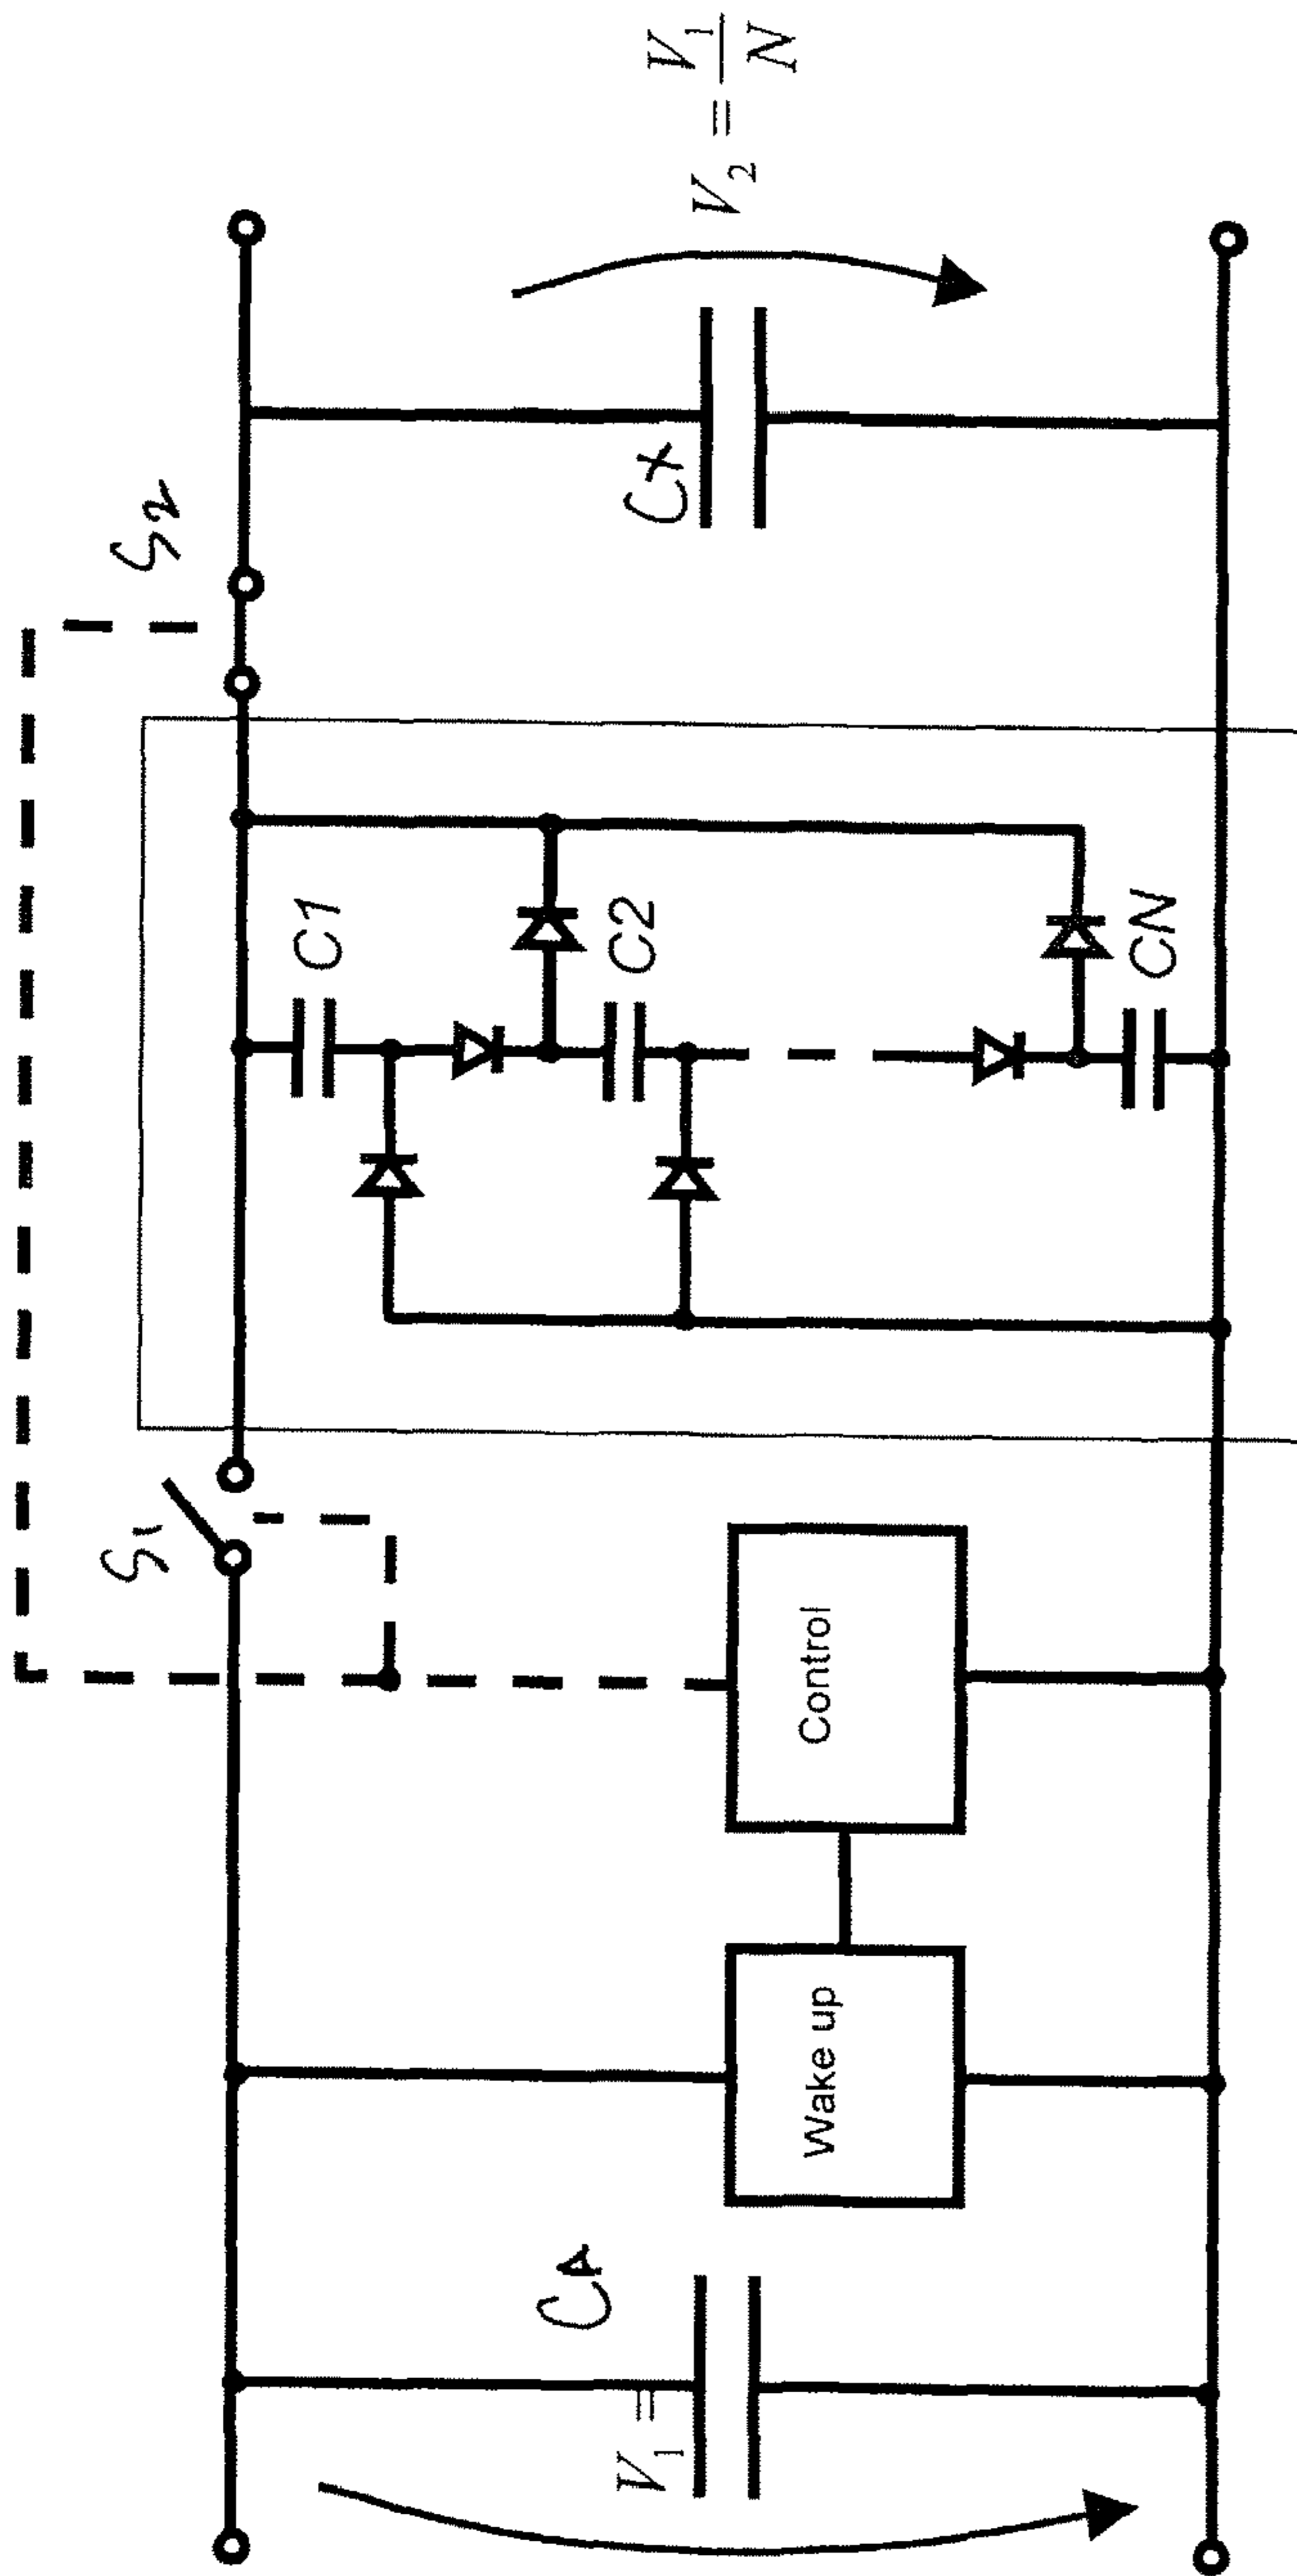 V₁ =
CA
Wake up
Control
S1
C1
C2
CN
S2
Cx
V₂ = V₁/N